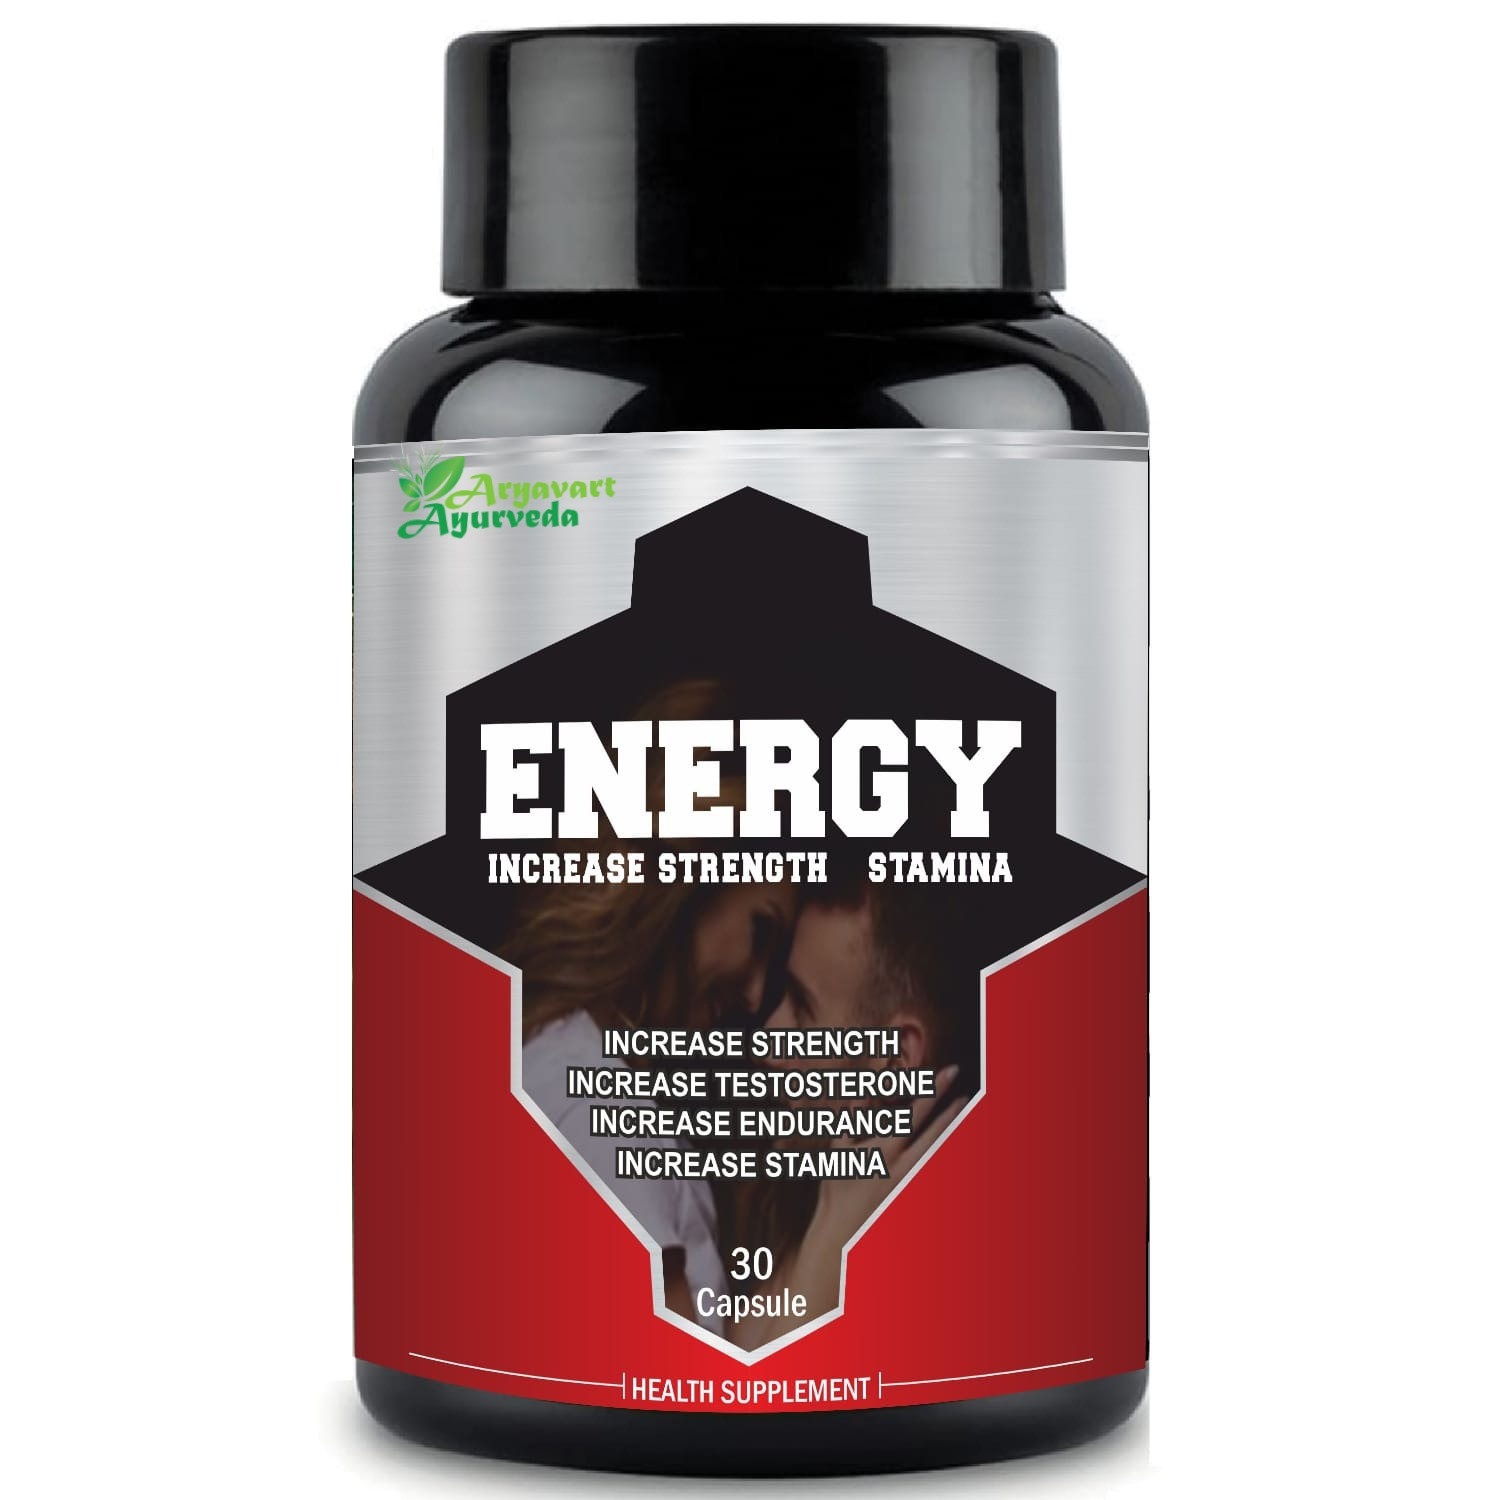 Aryavart
Ayurveda
ENERGY
INCREASE STRENGTH STAMINA
INCREASE STRENGTH
INCREASE TESTOSTERONE
INCREASE ENDURANCE
INCREASE STAMINA
30
Capsule
HEALTH SUPPLEMENT